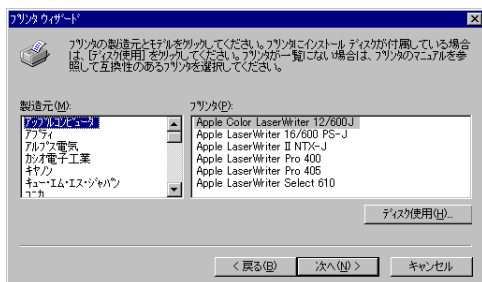 プリンタ ウィザード
プリンタの製造元とモデルをクリックしてください。プリンタにインストール ディスクが付属している場合
は、[ディスク使用] をクリックしてください。プリンタが一覧にない場合は、プリンタのマニュアルを参
照して互換性のあるプリンタを選択してください。
製造元(M):
アップルコンピュータ
アプティ
アルプス電気
カシオ電子工業
キヤノン
キュー・エム・エス・ジャパン
コニカ
プリンタ(P):
Apple Color LaserWriter 12/600J
Apple LaserWriter 16/600 PS-J
Apple LaserWriter II NTX-J
Apple LaserWriter Pro 400
Apple LaserWriter Pro 405
Apple LaserWriter Select 610
ディスク使用(H)...
< 戻る(B)
次へ(N) >
キャンセル